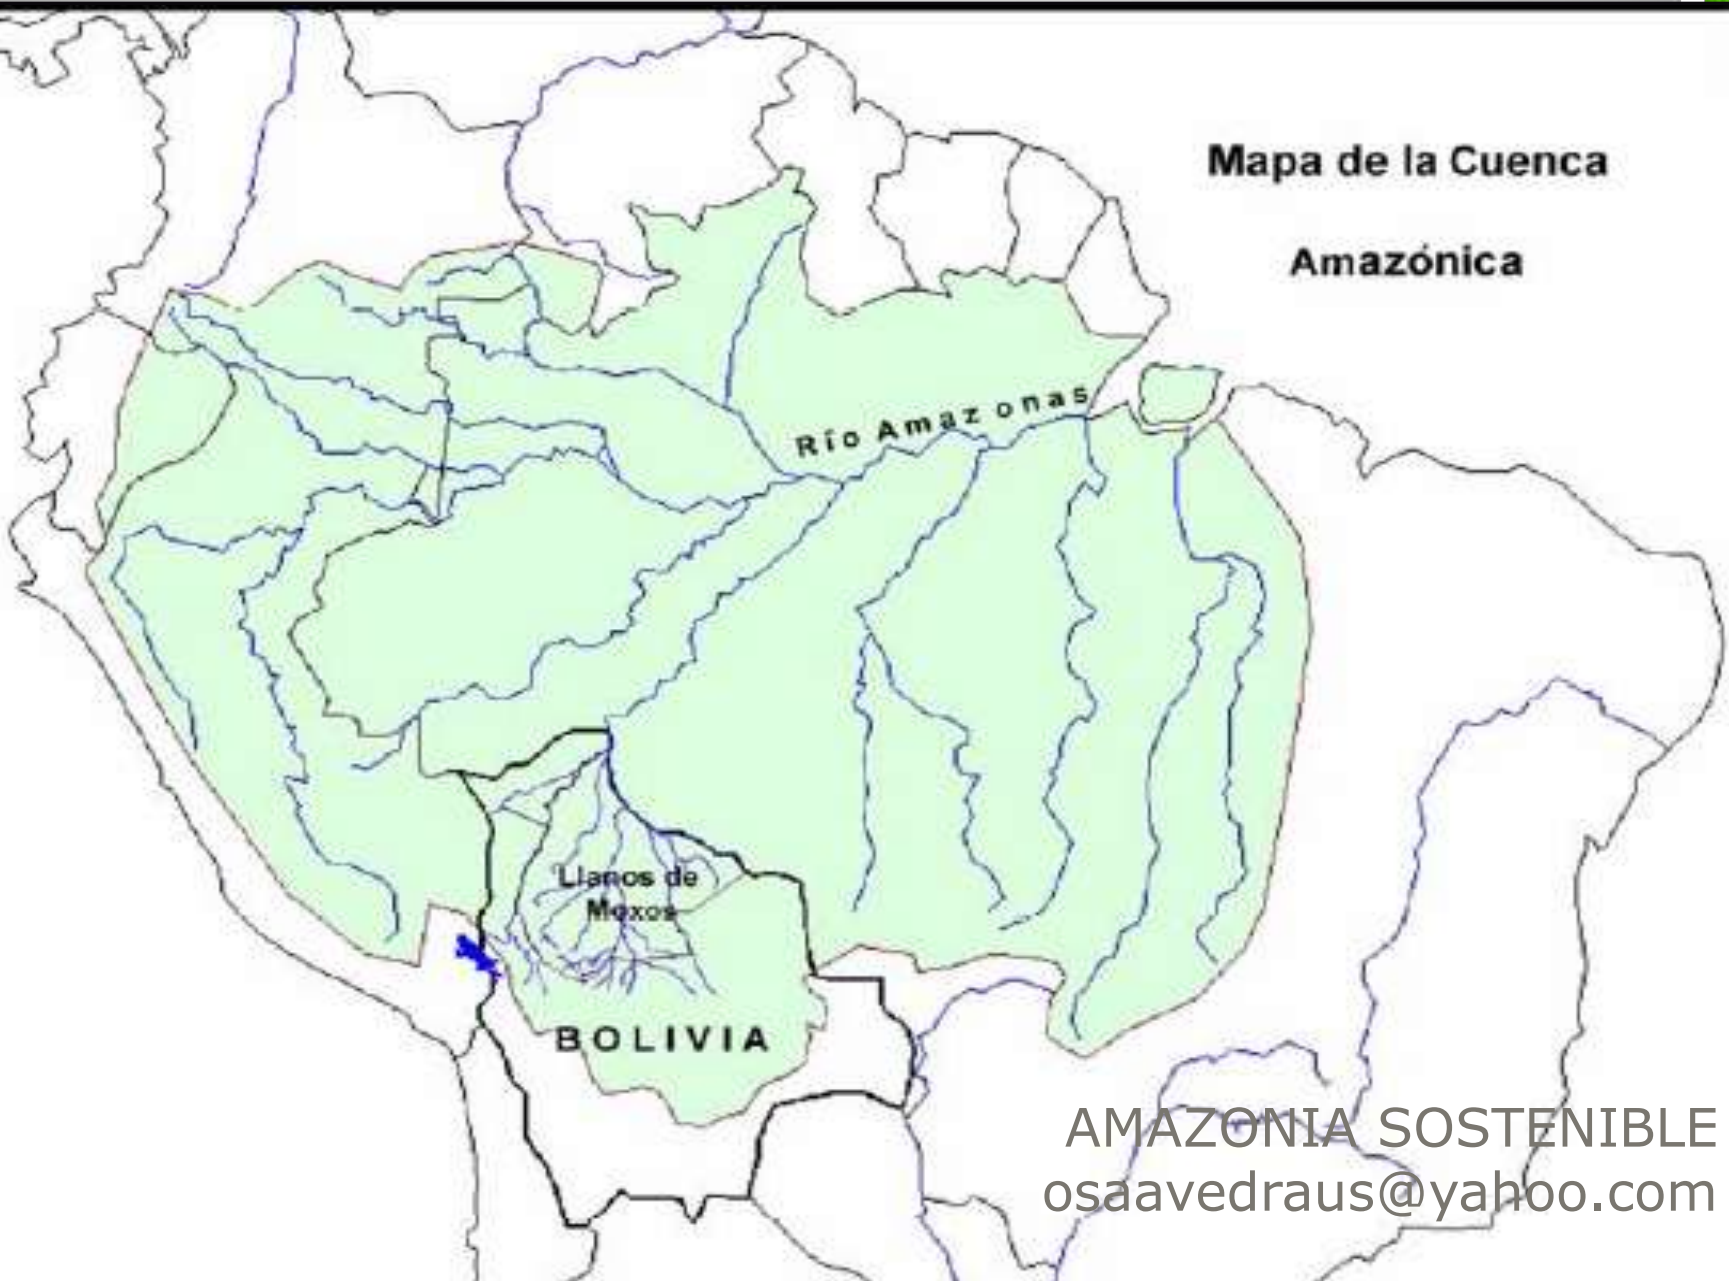 Mapa de la Cuenca
Amazónica
Río Amazonas
Llanos de
Moxos
BOLIVIA
AMAZONIA SOSTENIBLE
osaavedraus@yahoo.com